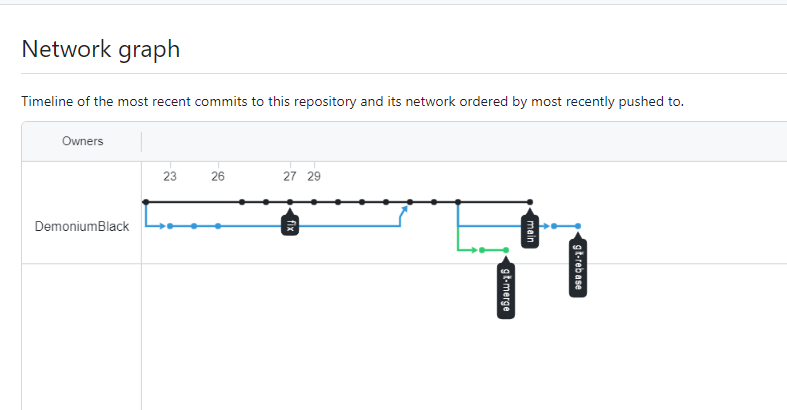 Network graph
Timeline of the most recent commits to this repository and its network ordered by most recently pushed to.
Owners
23 26 27 29
DemoniumBlack
fix
main
git-rebase
git-merge